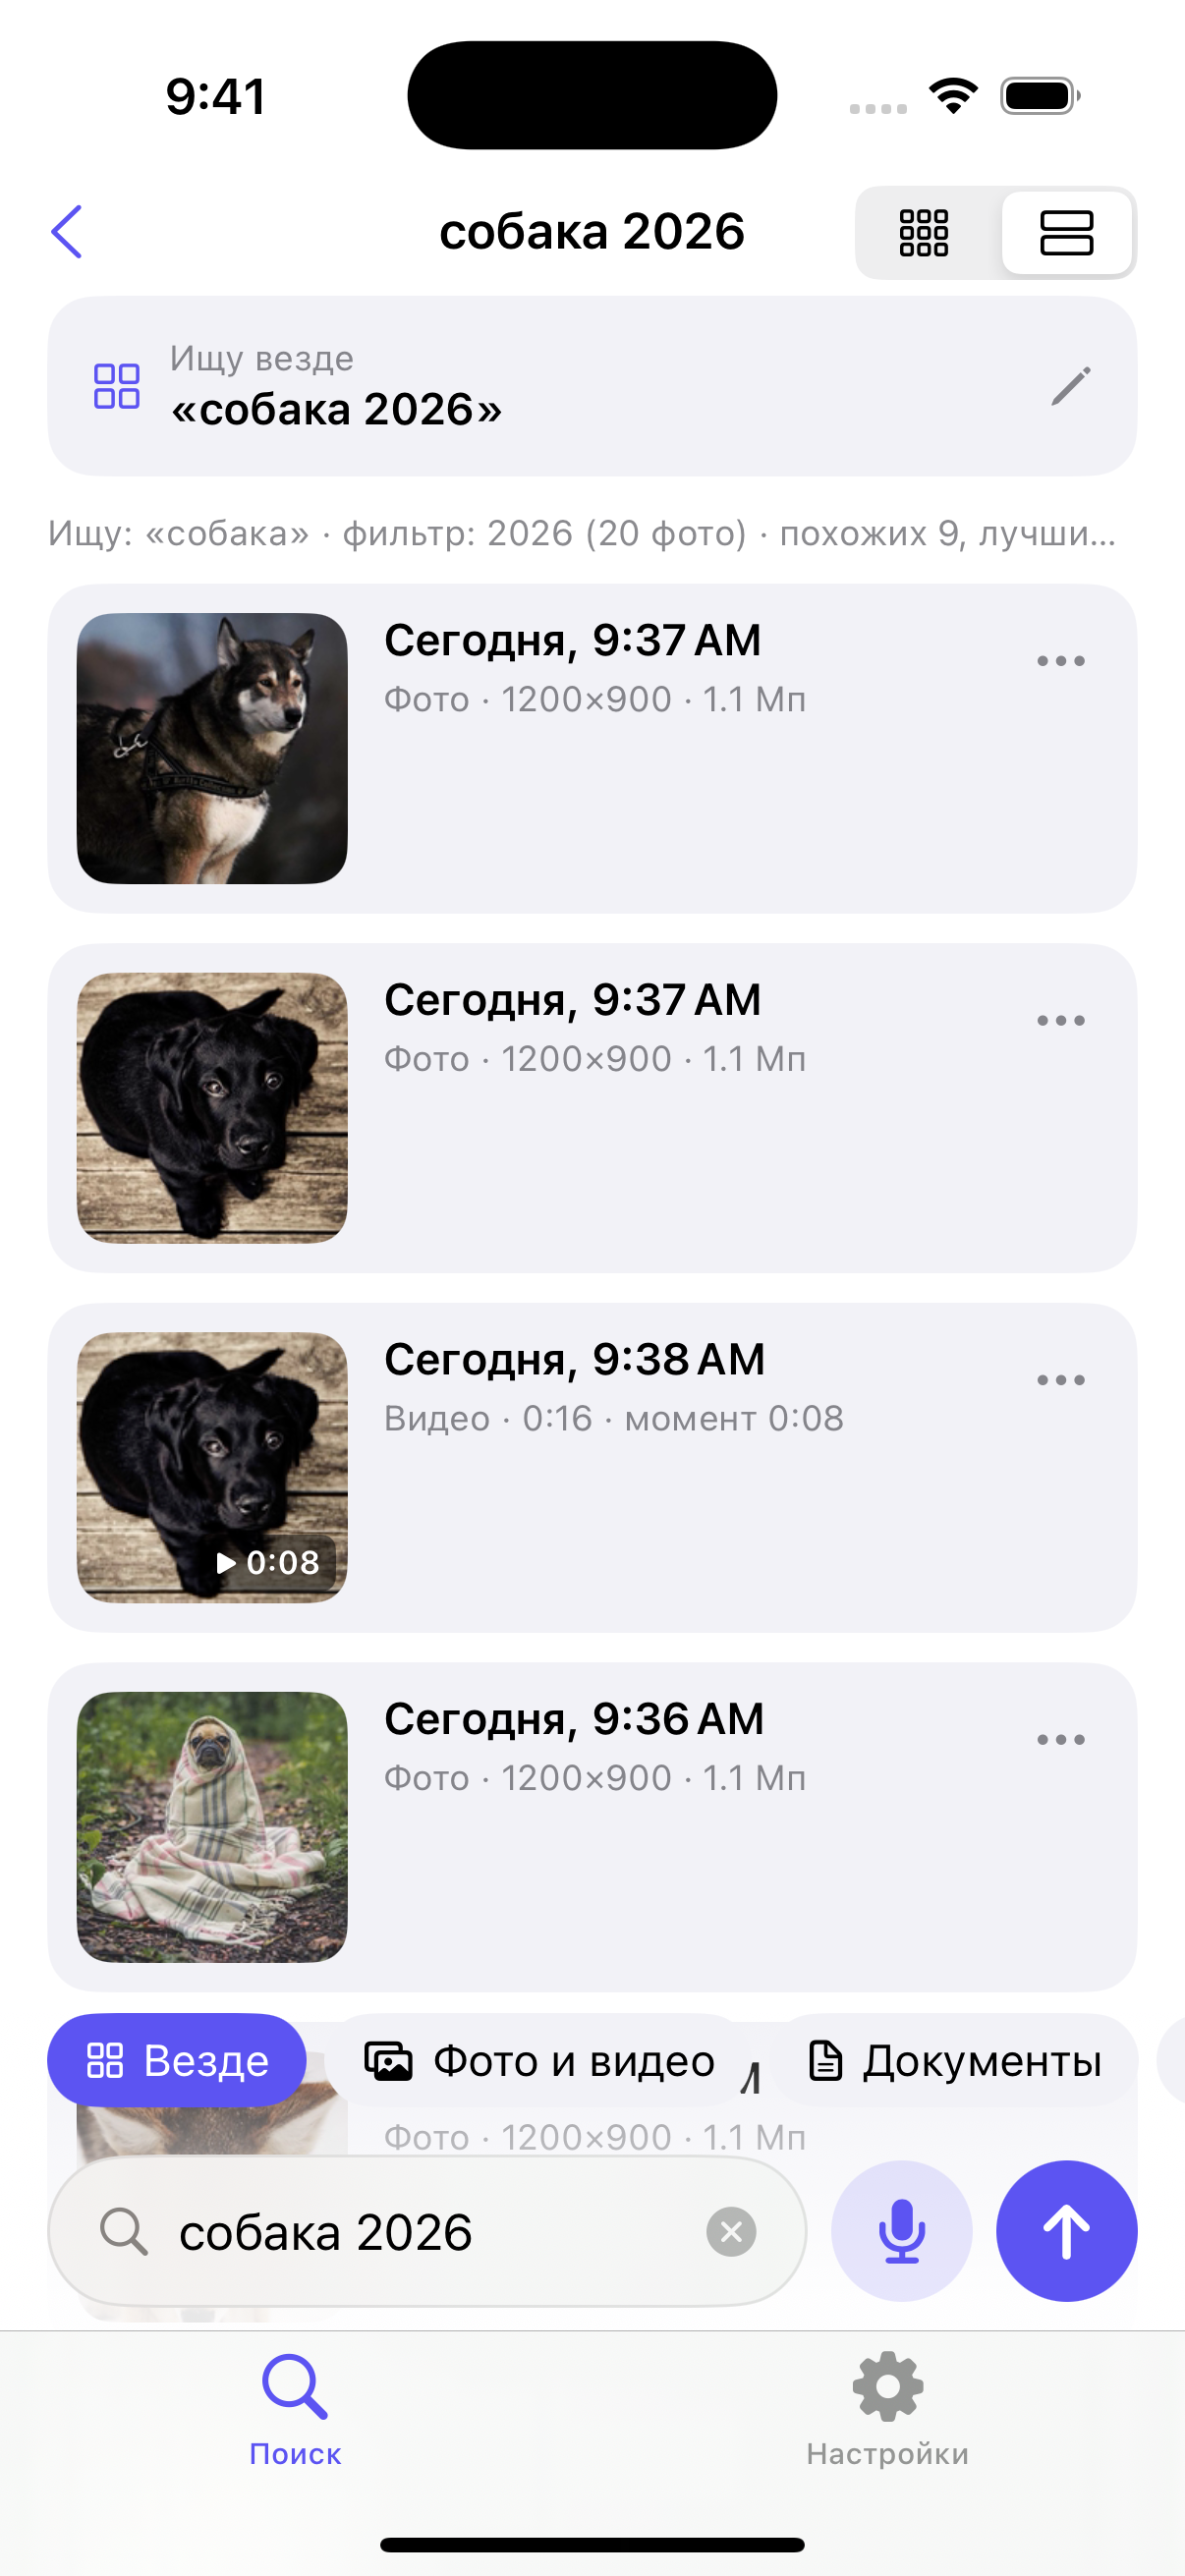 9:41
собака 2026
Ищу везде
«собака 2026»
Ищу: «собака» · фильтр: 2026 (20 фото) · похожих 9, лучши...
Сегодня, 9:37 AM
Фото · 1200×900 · 1.1 Мп
Сегодня, 9:37 AM
Фото · 1200×900 · 1.1 Мп
Сегодня, 9:38 AM
Видео · 0:16 · момент 0:08
0:08
Сегодня, 9:36 AM
Фото · 1200×900 · 1.1 Мп
Везде
Фото и видео
Документы
Фото · 1200×900 · 1.1 Мп
собака 2026
Поиск
Настройки